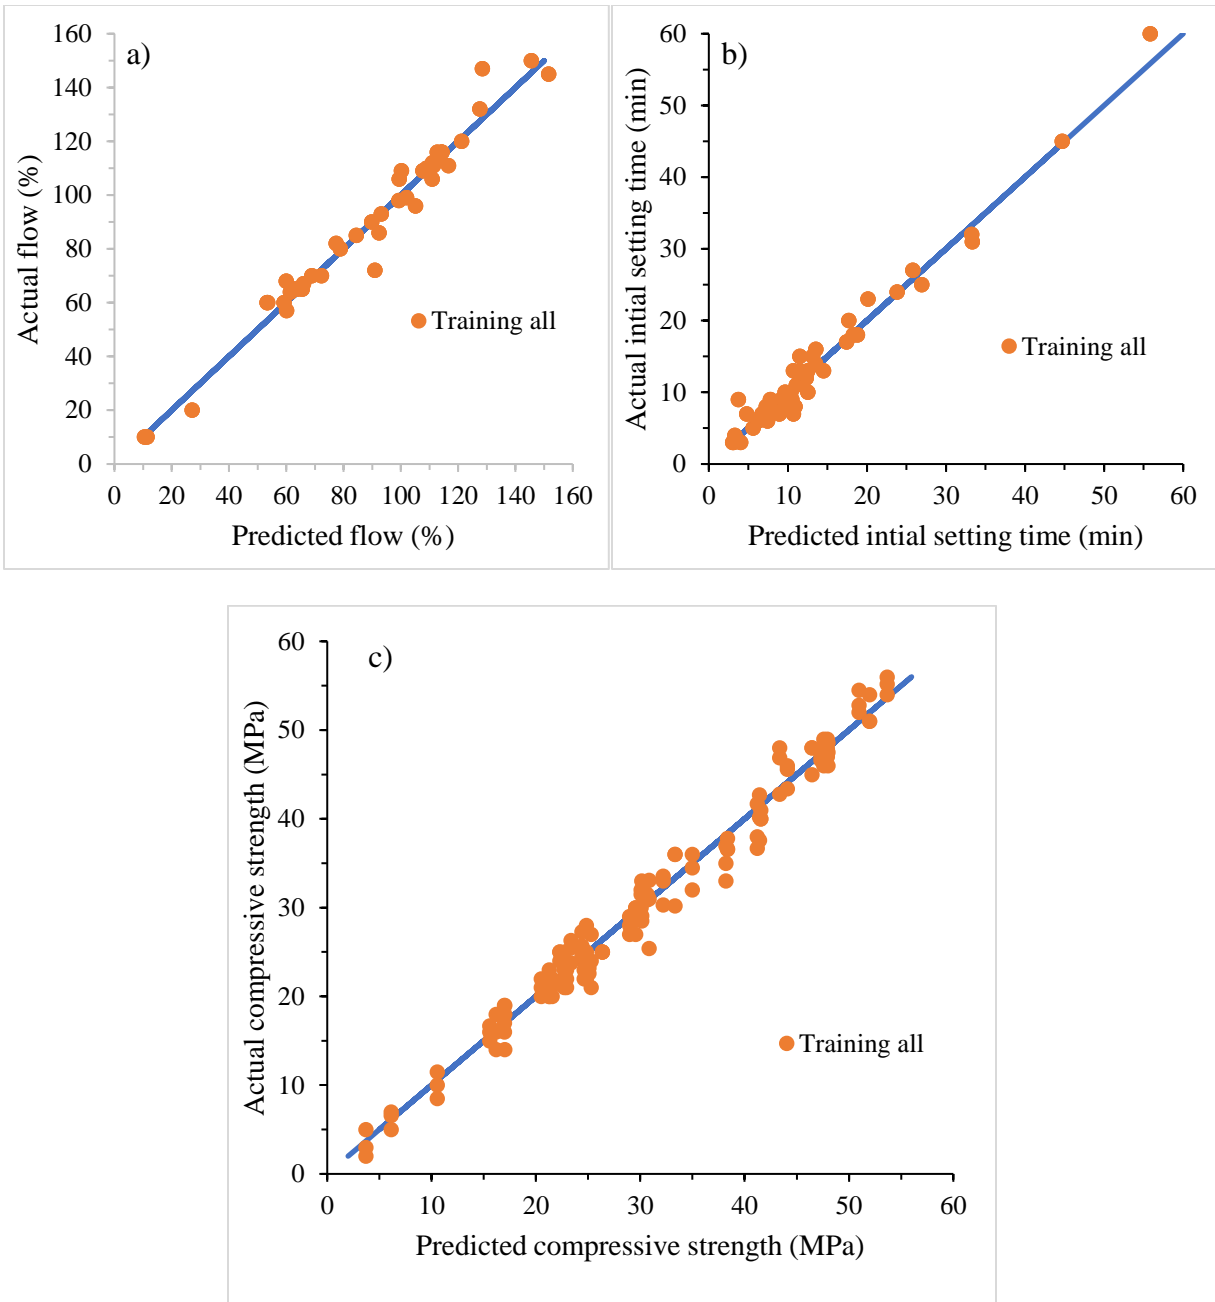 a)
160
140
120
100
80
60
40
20
0
Actual flow (%)
Training all
0 20 40 60 80 100 120 140 160
Predicted flow (%)
b)
60
50
40
30
20
10
0
Actual intial setting time (min)
Training all
0 10 20 30 40 50 60
Predicted intial setting time (min)
c)
60
50
40
30
20
10
0
Actual compressive strength (MPa)
Training all
0 10 20 30 40 50 60
Predicted compressive strength (MPa)